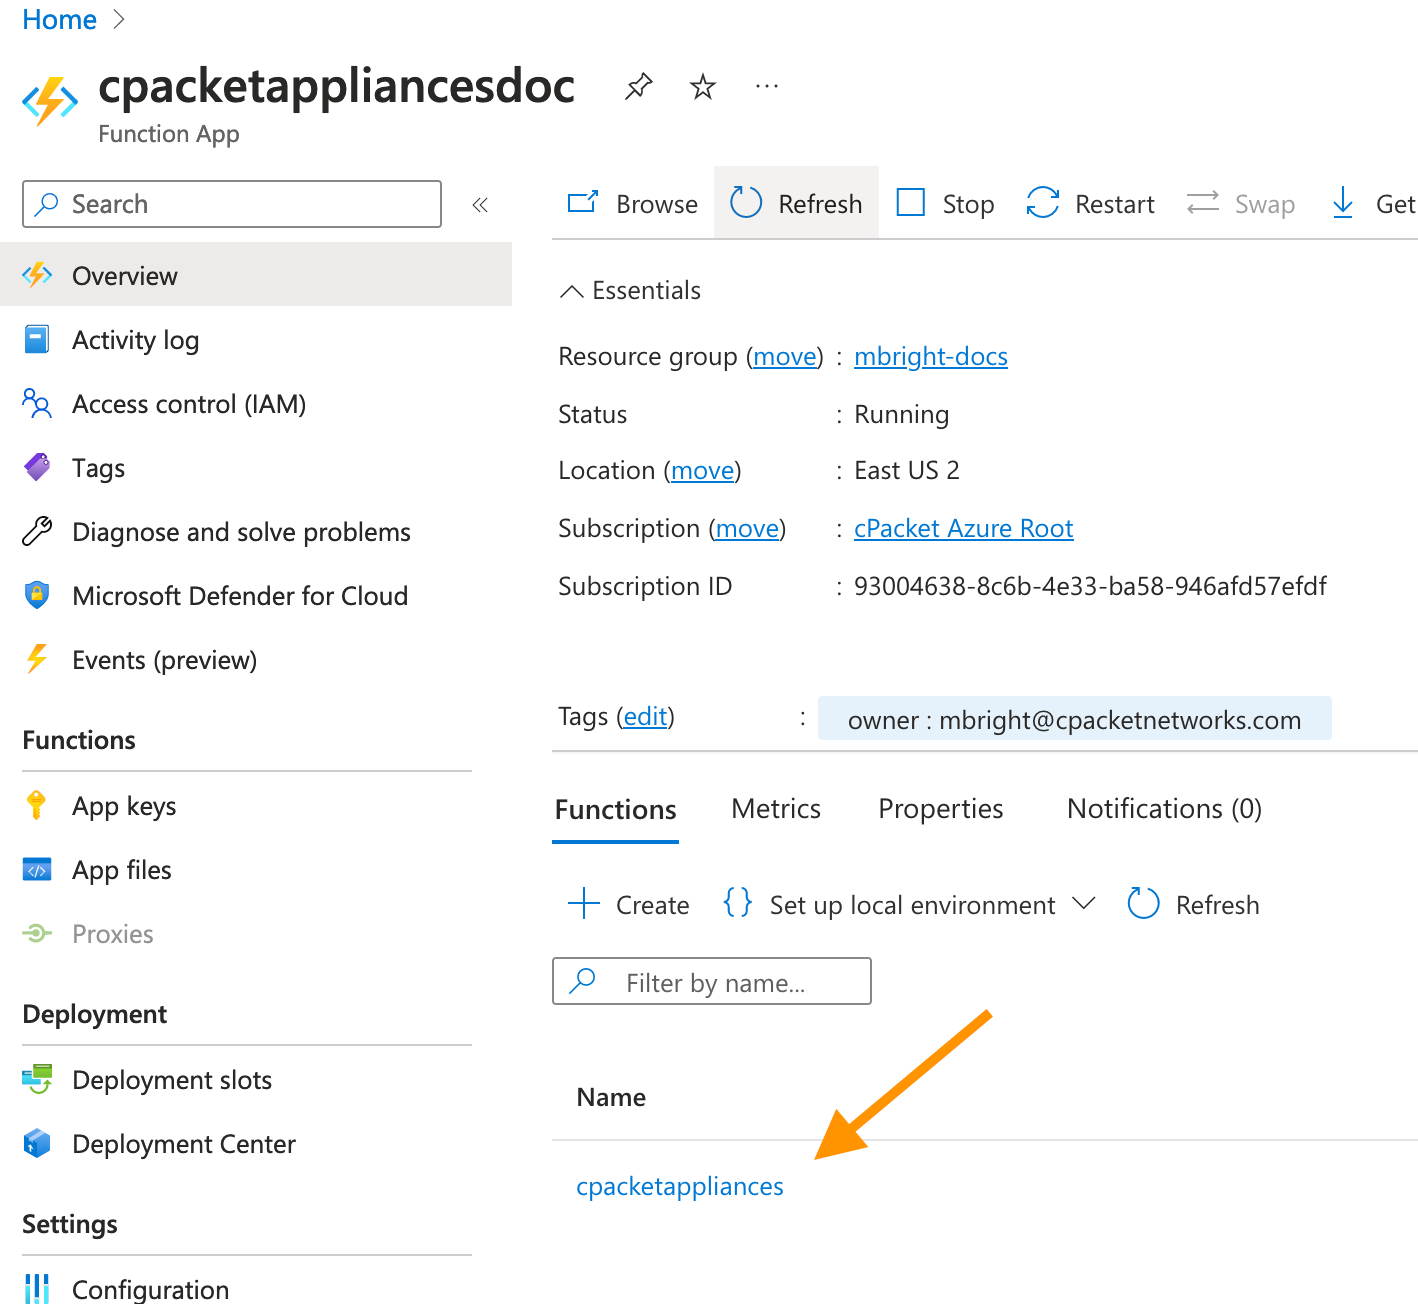 Home
cpacketappliancesdoc
Function App
Search
Overview
Activity log
Access control (IAM)
Tags
Diagnose and solve problems
Microsoft Defender for Cloud
Events (preview)
Functions
App keys
App files
Proxies
Deployment
Deployment slots
Deployment Center
Settings
Configuration
Browse Refresh Stop Restart Swap Get
Essentials
Resource group (move) : mbright-docs
Status : Running
Location (move) : East US 2
Subscription (move) : cPacket Azure Root
Subscription ID : 93004638-8c6b-4e33-ba58-946afd57efdf
Tags (edit) : owner : mbright@cpacketnetworks.com
Functions Metrics Properties Notifications (0)
Create {} Set up local environment Refresh
Filter by name...
Name
cpacketappliances